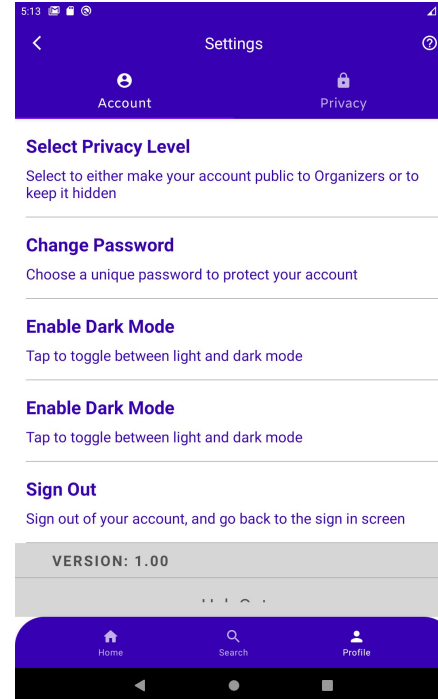 5:13
Settings
Account
Privacy
Select Privacy Level
Select to either make your account public to Organizers or to
keep it hidden
Change Password
Choose a unique password to protect your account
Enable Dark Mode
Tap to toggle between light and dark mode
Enable Dark Mode
Tap to toggle between light and dark mode
Sign Out
Sign out of your account, and go back to the sign in screen
VERSION: 1.00
Home
Search
Profile